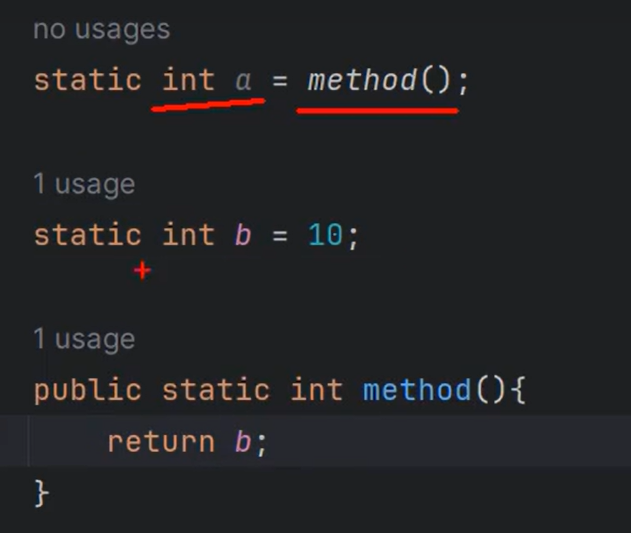 no usages
static int a = method();
1 usage
static int b = 10;
1 usage
public static int method(){
return b;
}